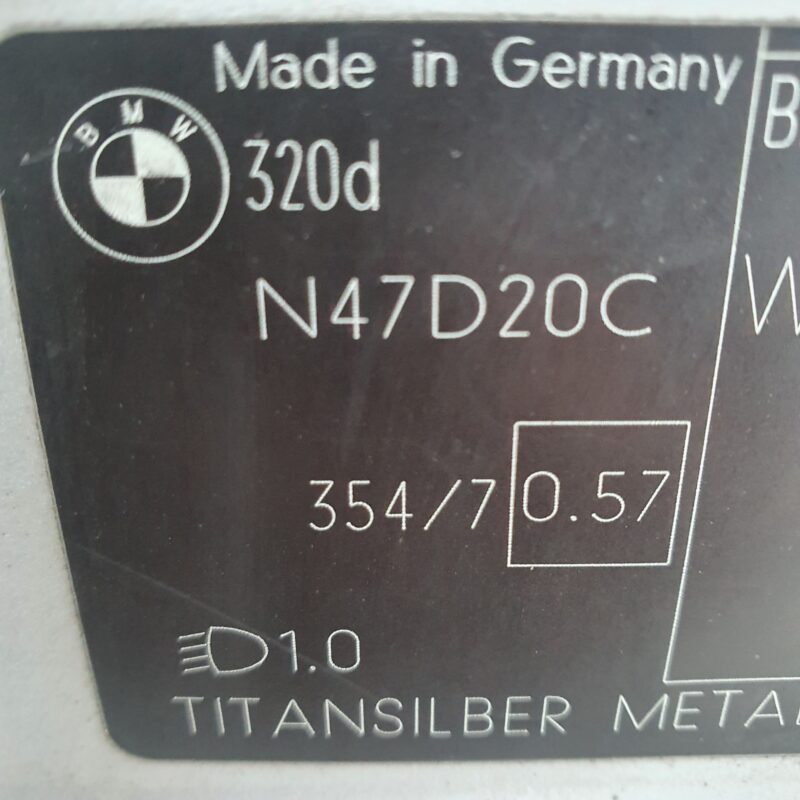 Made in Germany
BMW
320d
N47D20C
354/7 0.57
1.0
TITANSILBER